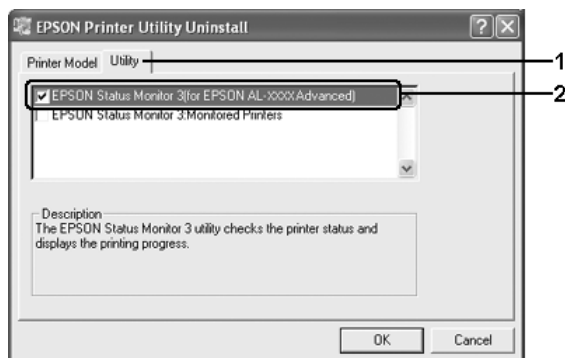 EPSON Printer Utility Uninstall
Printer Model Utility
1
EPSON Status Monitor 3(for EPSON AL-XXXX Advanced)
2
EPSON Status Monitor 3:Monitored Printers
Description
The EPSON Status Monitor 3 utility checks the printer status and
displays the printing progress.
OK Cancel